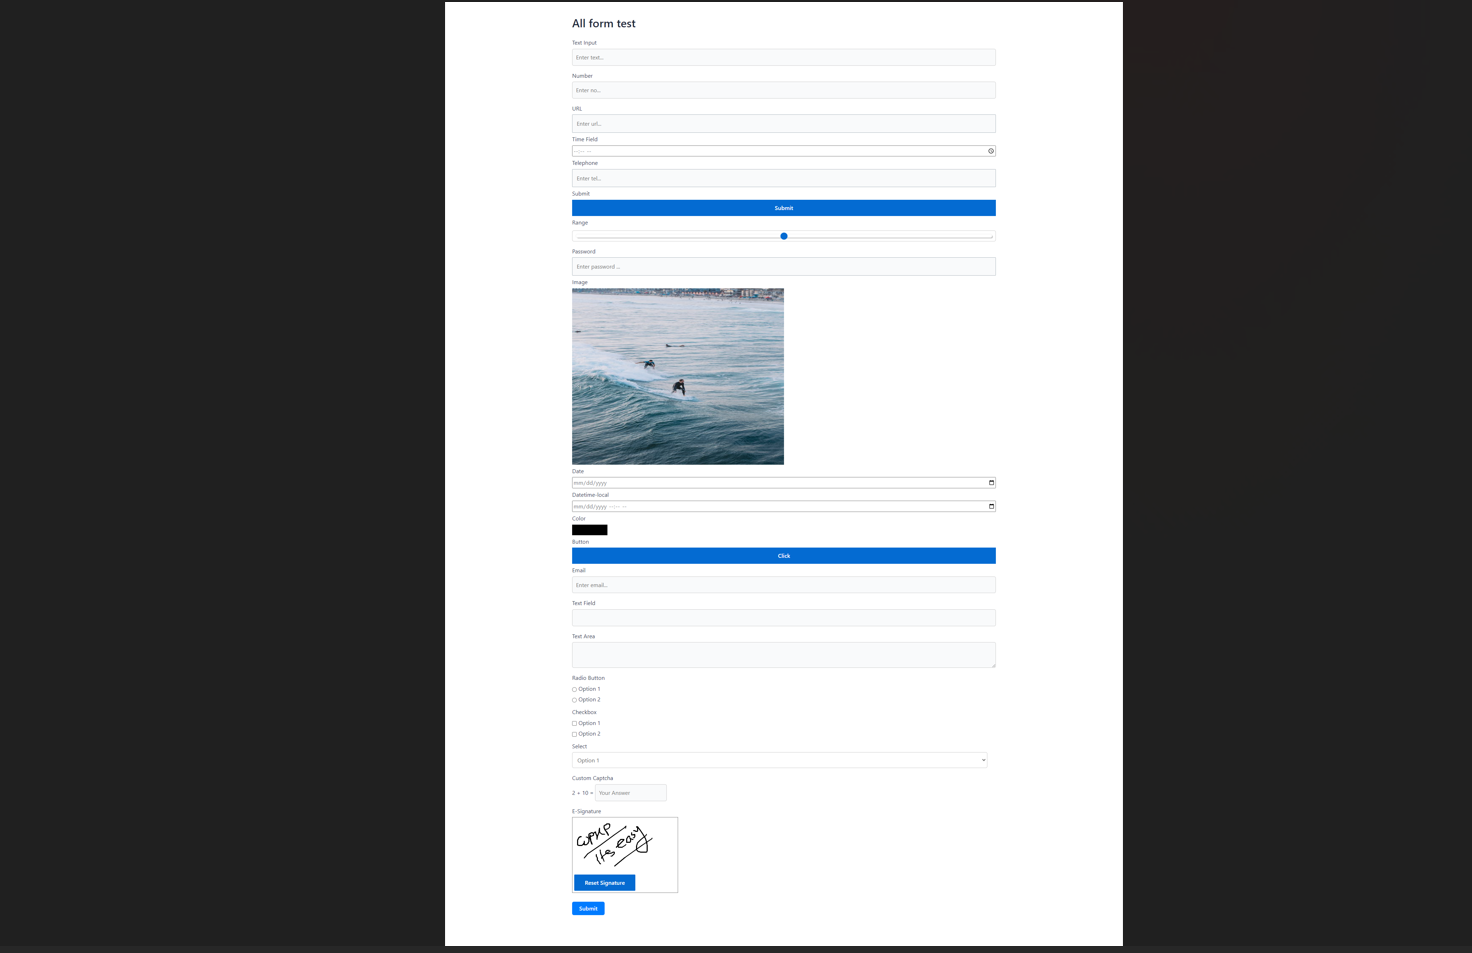 All form test
Text Input
Enter text...
Number
Enter no...
URL
Enter url...
Time Field
--:-- --
Telephone
Enter tel...
Submit
Submit
Range
Password
Enter password ...
Image
Date
mm/dd/yyyy
Datetime-local
mm/dd/yyyy --:-- --
Color
Button
Click
Email
Enter email...
Text Field
Text Area
Radio Button
Option 1
Option 2
Checkbox
Option 1
Option 2
Select
Option 1
Custom Captcha
2 + 10 = Your Answer
E-Signature
its easy
Reset Signature
Submit